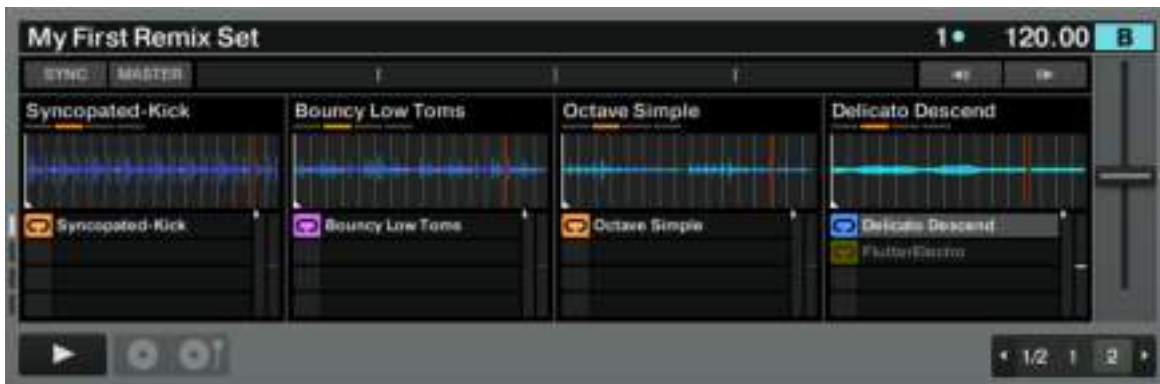 My First Remix Set 1 120.00 B
SYNC MASTER
Syncopated-Kick Bouncy Low Toms Octave Simple Delicato Descend
Syncopated-Kick Bouncy Low Toms Octave Simple Delicato Descend
FlutterElectro
1/2 1 2